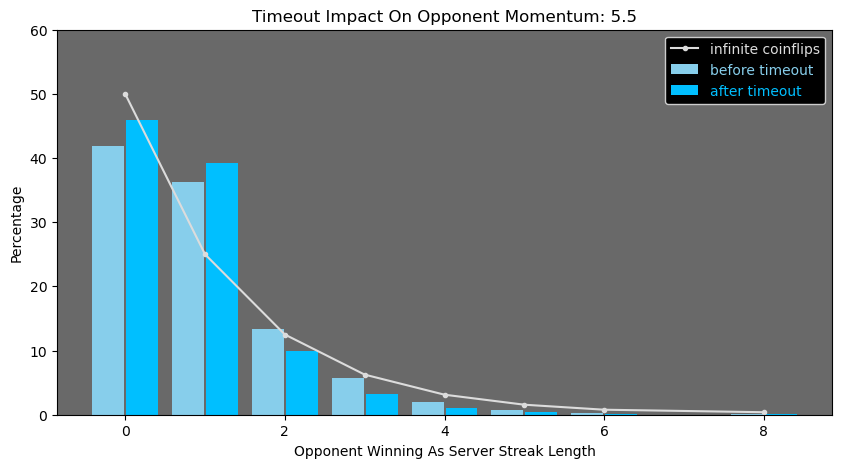 Timeout Impact On Opponent Momentum: 5.5
infinite coinflips
before timeout
after timeout
Percentage
60
50
40
30
20
10
0
0 2 4 6 8
Opponent Winning As Server Streak Length